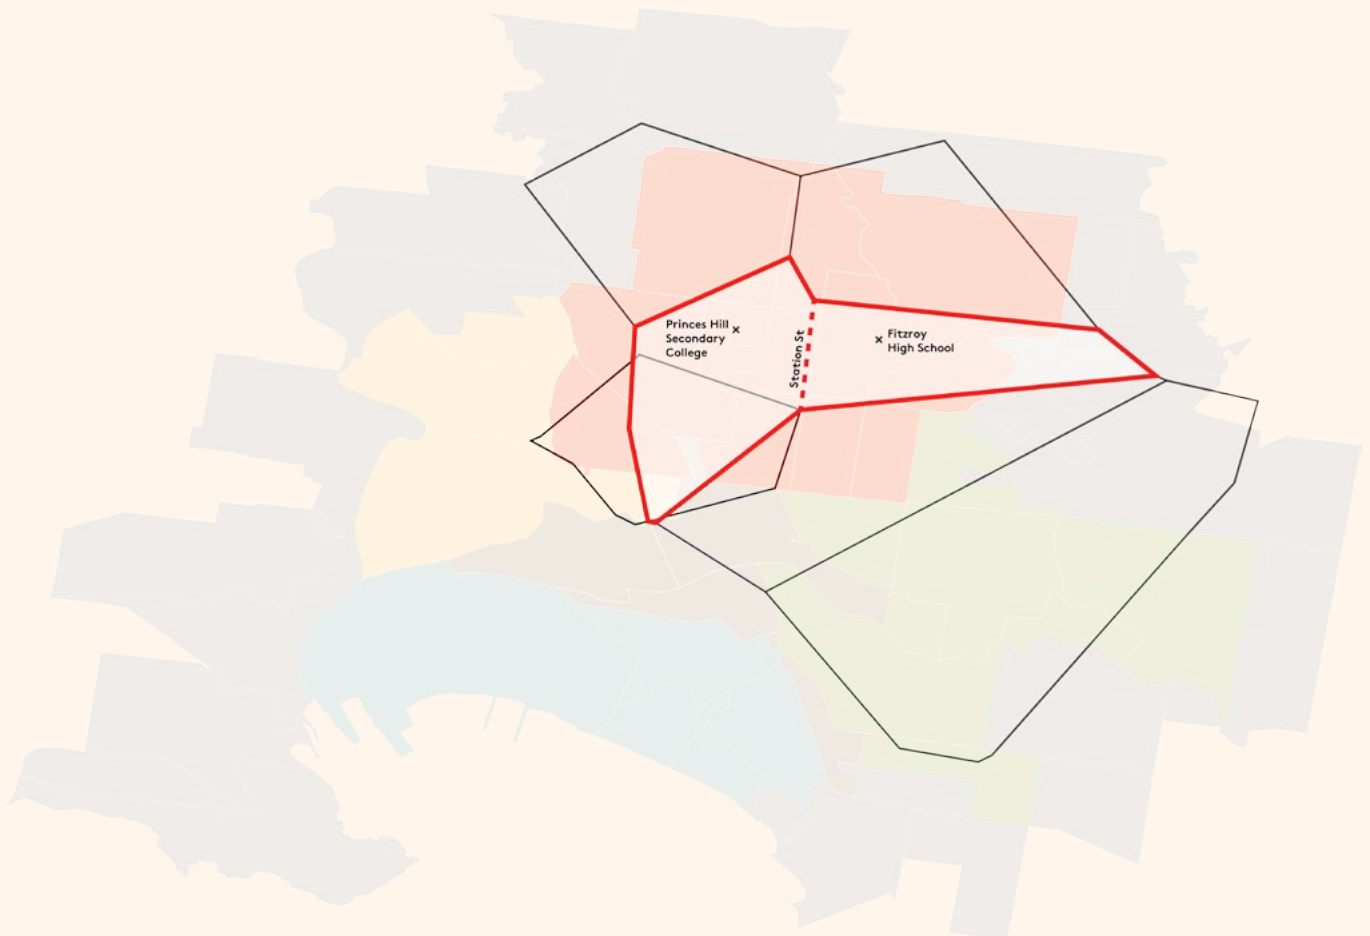 Princes Hill
Secondary
College
Station St
Fitzroy
High School